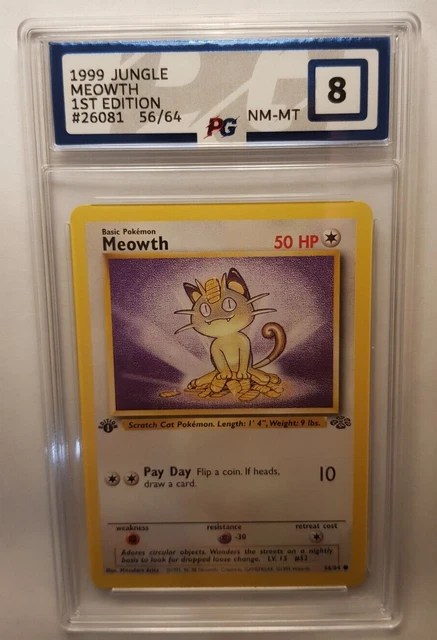 1999 JUNGLE
MEOWTH
1ST EDITION
#26081 56/64
PG
NM-MT
8
Basic Pokémon
Meowth
50 HP
Scratch Cat Pokémon. Length: 1' 4", Weight: 9 lbs.
Pay Day Flip a coin. If heads,
draw a card.
10
weakness
resistance
-30
retreat cost
Adores circular objects. Wanders the streets on a nightly
basis to look for dropped loose change. LV. 15 #52
56/64